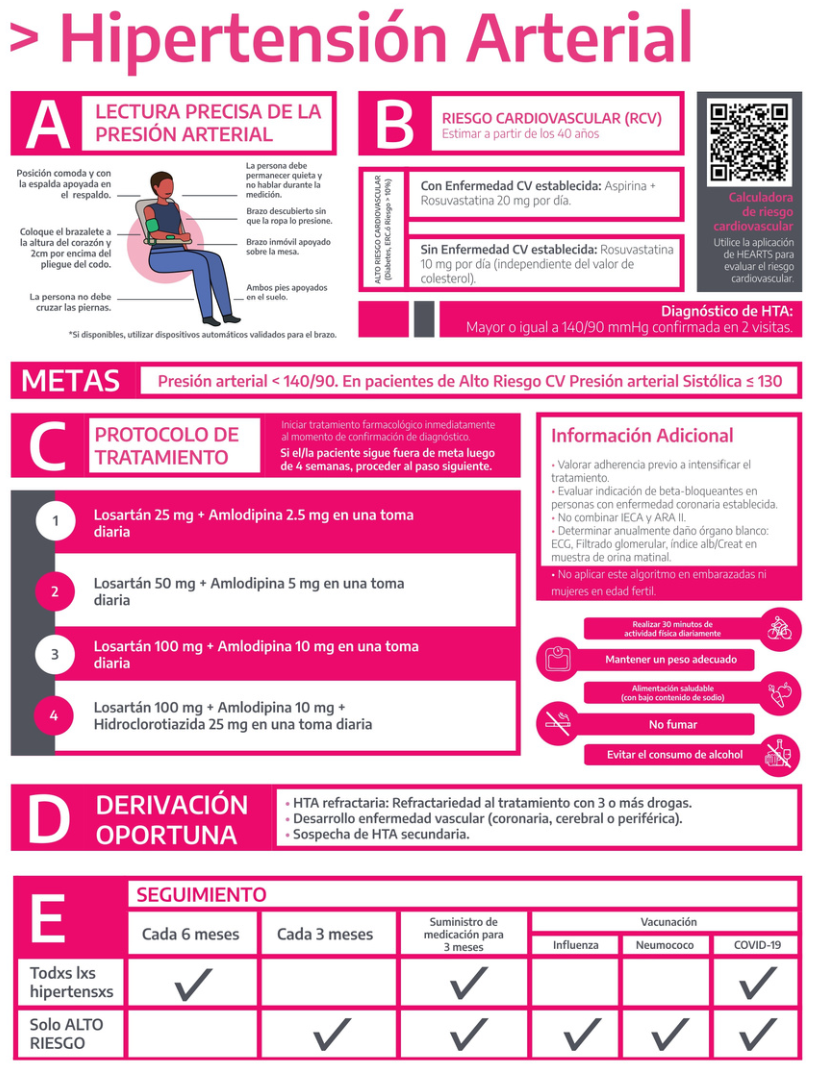 > Hipertensión Arterial
A
LECTURA PRECISA DE LA
PRESIÓN ARTERIAL
Posición comoda y con
la espalda apoyada en
el respaldo.
Coloque el brazalete a
la altura del corazón y
2cm por encima del
pliegue del codo.
La persona no debe
cruzar las piernas.
La persona debe
permanecer quieta y
no hablar durante la
medición.
Brazo descubierto sin
que la ropa lo presione.
Brazo inmóvil apoyado
sobre la mesa.
Ambos pies apoyados
en el suelo.
*Si disponibles, utilizar dispositivos automáticos validados para el brazo.
B
RIESGO CARDIOVASCULAR (RCV)
Estimar a partir de los 40 años
ALTO RIESGO CARDIOVASCULAR
(Diabetes, ERC.ó Riesgo > 10%)
Con Enfermedad CV establecida: Aspirina +
Rosuvastatina 20 mg por día.
Sin Enfermedad CV establecida: Rosuvastatina
10 mg por día (independiente del valor de
colesterol).
Calculadora
de riesgo
cardiovascular
Utilice la aplicación
de HEARTS para
evaluar el riesgo
cardiovascular.
Diagnóstico de HTA:
Mayor o igual a 140/90 mmHg confirmada en 2 visitas.
METAS
Presión arterial < 140/90. En pacientes de Alto Riesgo CV Presión arterial Sistólica ≤ 130
C
PROTOCOLO DE
TRATAMIENTO
Iniciar tratamiento farmacológico inmediatamente
al momento de confirmación de diagnóstico.
Si el/la paciente sigue fuera de meta luego
de 4 semanas, proceder al paso siguiente.
1
Losartán 25 mg + Amlodipina 2.5 mg en una toma
diaria
2
Losartán 50 mg + Amlodipina 5 mg en una toma
diaria
3
Losartán 100 mg + Amlodipina 10 mg en una toma
diaria
4
Losartán 100 mg + Amlodipina 10 mg +
Hidroclorotiazida 25 mg en una toma diaria
Información Adicional
• Valorar adherencia previo a intensificar el
tratamiento.
• Evaluar indicación de beta-bloqueantes en
personas con enfermedad coronaria establecida.
• No combinar IECA y ARA II.
• Determinar anualmente daño órgano blanco:
ECG, Filtrado glomerular, índice alb/Creat en
muestra de orina matinal.
• No aplicar este algoritmo en embarazadas ni
mujeres en edad fertil.
Realizar 30 minutos de
actividad física diariamente
Mantener un peso adecuado
Alimentación saludable
(con bajo contenido de sodio)
No fumar
Evitar el consumo de alcohol
D
DERIVACIÓN
OPORTUNA
• HTA refractaria: Refractariedad al tratamiento con 3 o más drogas.
• Desarrollo enfermedad vascular (coronaria, cerebral o periférica).
• Sospecha de HTA secundaria.
E
SEGUIMIENTO
Cada 6 meses
Cada 3 meses
Suministro de
medicación para
3 meses
Vacunación
Influenza
Neumococo
COVID-19
Todxs lxs
hipertensxs
Solo ALTO
RIESGO